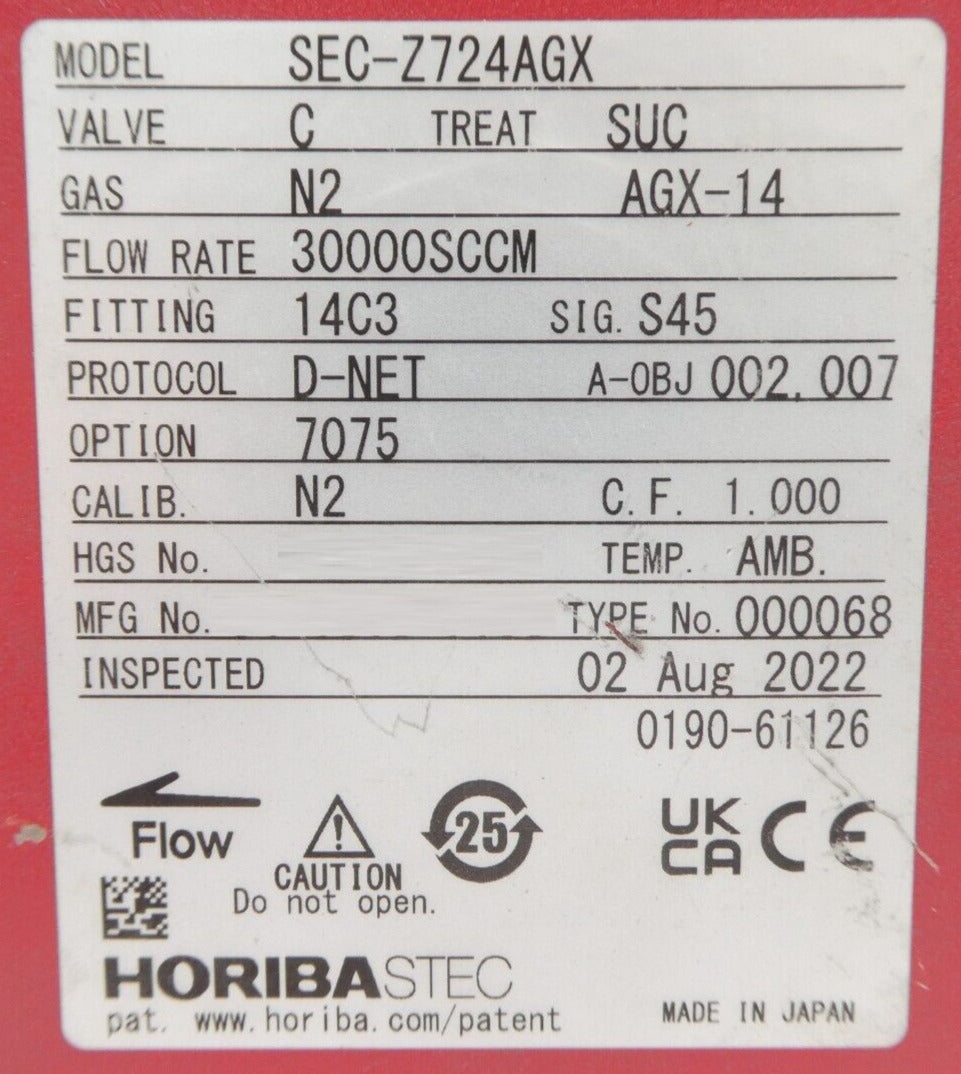 MODEL SEC-Z724AGX
VALVE C TREAT SUC
GAS N2 AGX-14
FLOW RATE 30000SCCM
FITTING 14C3 SIG. S45
PROTOCOL D-NET A-OBJ 002.007
OPTION 7075
CALIB. N2 C.F. 1.000
HGS No. TEMP. AMB.
MFG No. TYPE No. 000068
INSPECTED 02 Aug 2022
0190-61126
Flow
25
UK
CA CE
CAUTION
Do not open.
HORIBASTEC
pat. www.horiba.com/patent
MADE IN JAPAN